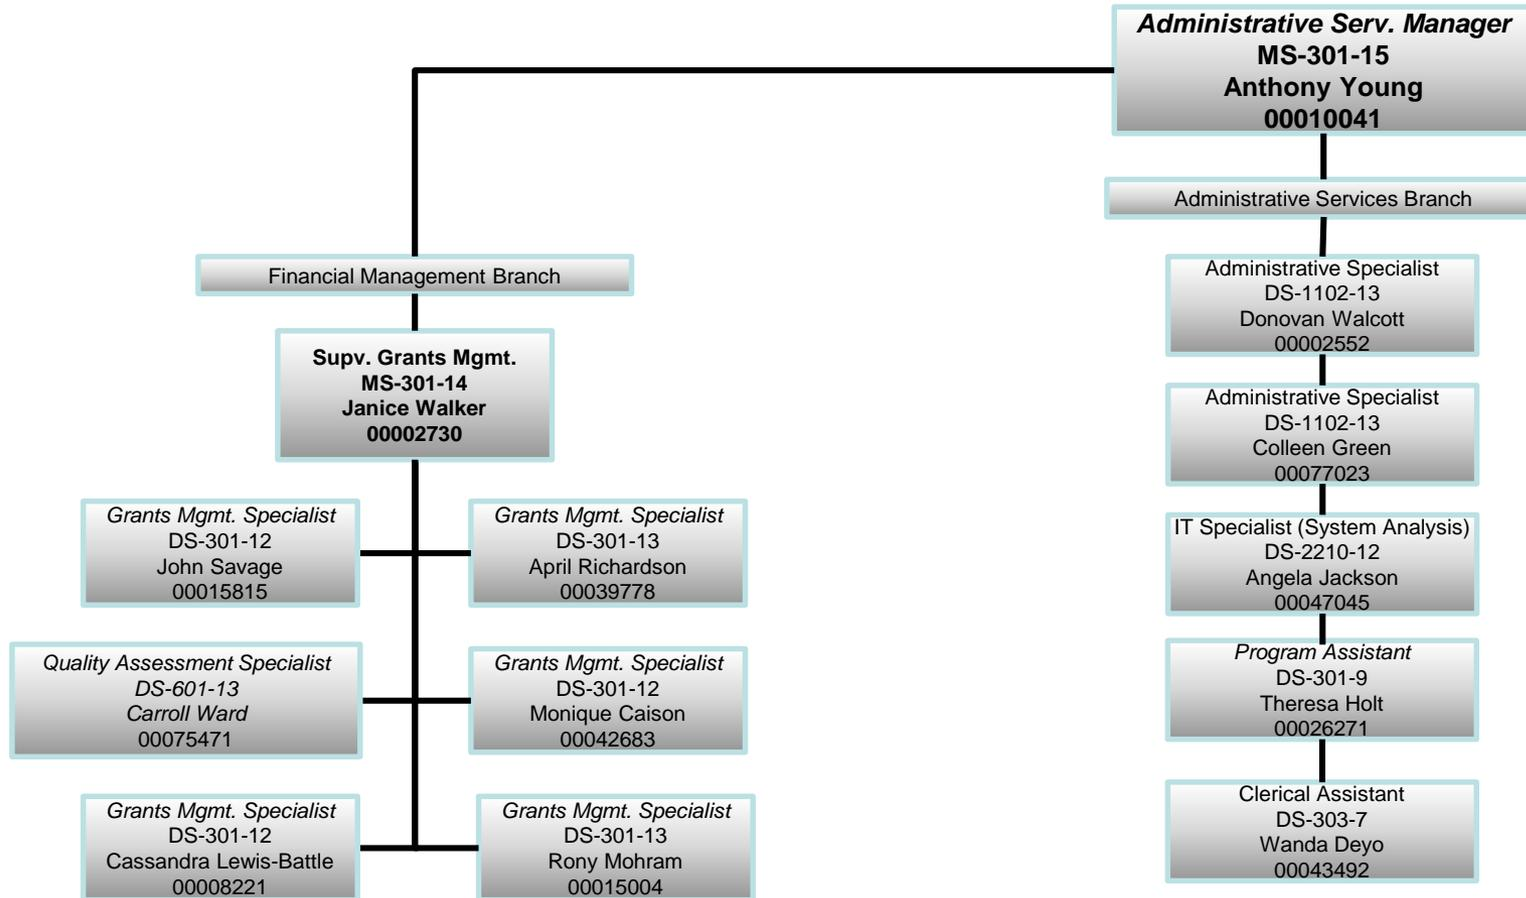 Administrative Serv. Manager
MS-301-15
Anthony Young
00010041
Administrative Services Branch
Financial Management Branch
Supv. Grants Mgmt.
MS-301-14
Janice Walker
00002730
Grants Mgmt. Specialist
DS-301-12
John Savage
00015815
Grants Mgmt. Specialist
DS-301-13
April Richardson
00039778
Quality Assessment Specialist
DS-601-13
Carroll Ward
00075471
Grants Mgmt. Specialist
DS-301-12
Monique Caison
00042683
Grants Mgmt. Specialist
DS-301-12
Cassandra Lewis-Battle
00008221
Grants Mgmt. Specialist
DS-301-13
Rony Mohram
00015004
Administrative Specialist
DS-1102-13
Donovan Walcott
00002552
Administrative Specialist
DS-1102-13
Colleen Green
00077023
IT Specialist (System Analysis)
DS-2210-12
Angela Jackson
00047045
Program Assistant
DS-301-9
Theresa Holt
00026271
Clerical Assistant
DS-303-7
Wanda Deyo
00043492